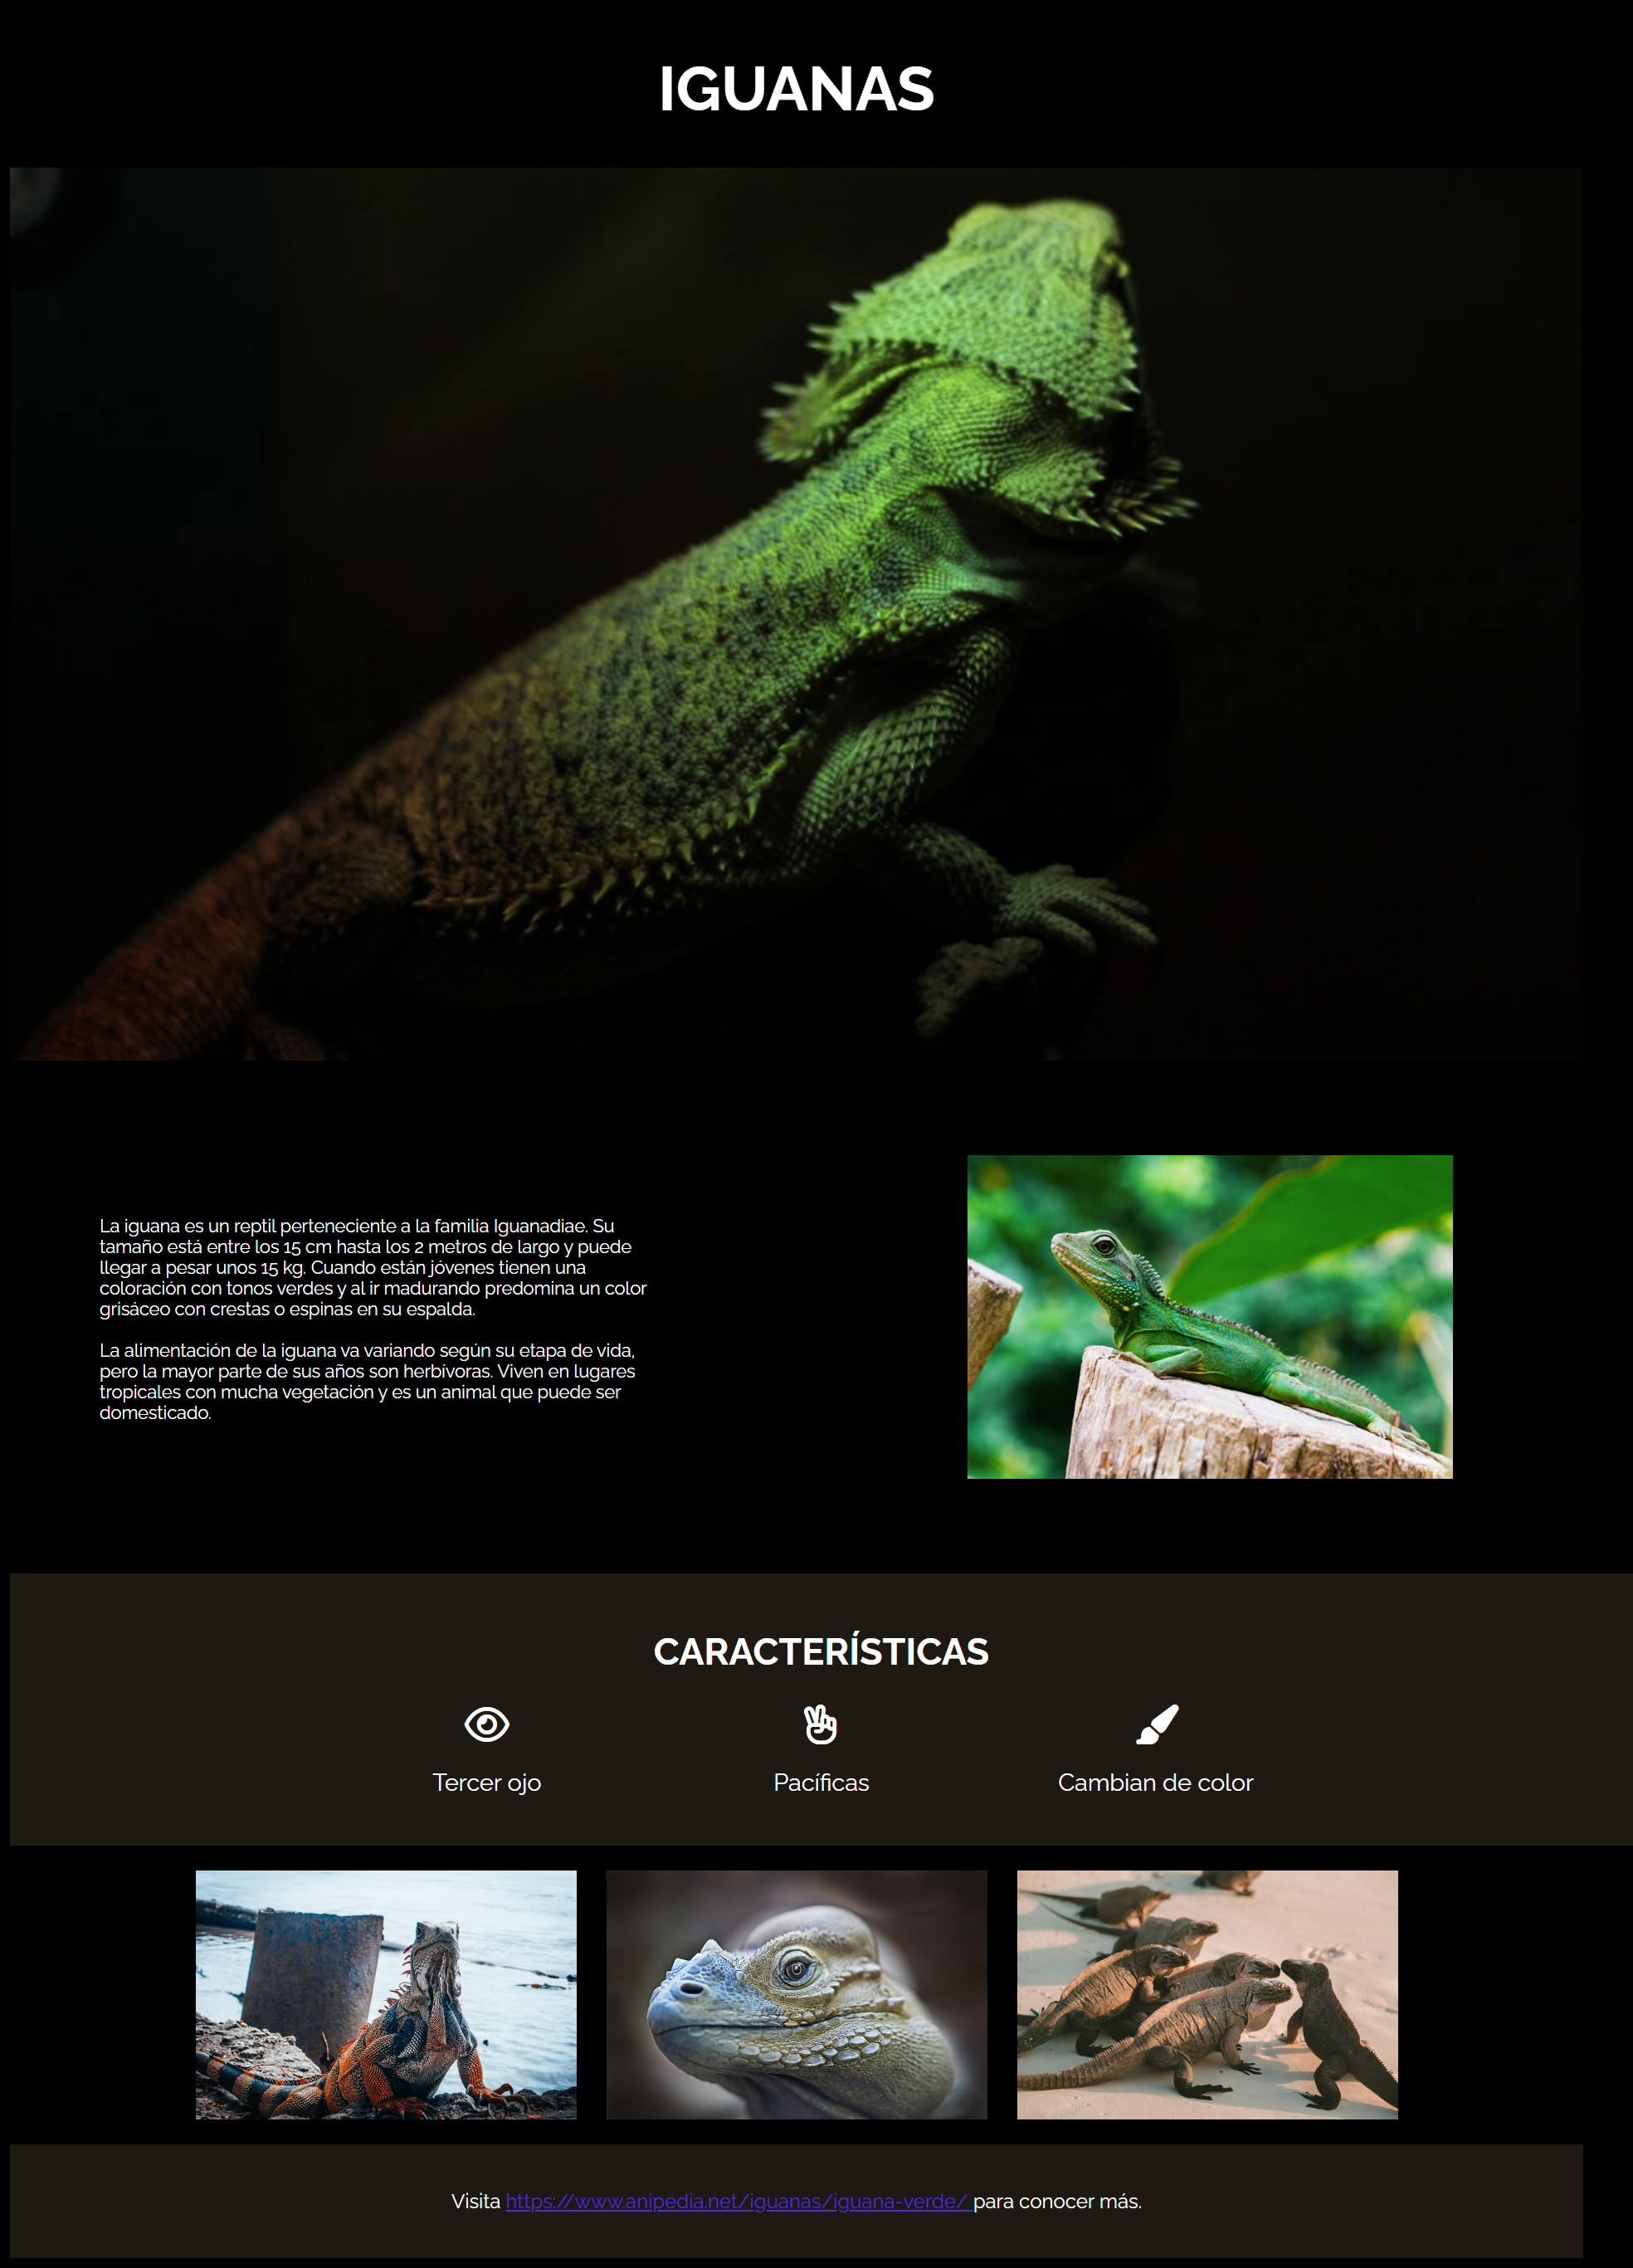 IGUANAS
La iguana es un reptil perteneciente a la familia Iguanadiae. Su
tamaño está entre los 15 cm hasta los 2 metros de largo y puede
llegar a pesar unos 15 kg. Cuando están jóvenes tienen una
coloración con tonos verdes y al ir madurando predomina un color
grisáceo con crestas o espinas en su espalda.
La alimentación de la iguana va variando según su etapa de vida,
pero la mayor parte de sus años son herbívoras. Viven en lugares
tropicales con mucha vegetación y es un animal que puede ser
domesticado.
CARACTERÍSTICAS
Tercer ojo
Pacíficas
Cambian de color
Visita https://www.anipedia.net/iguanas/iguana-verde/ para conocer más.